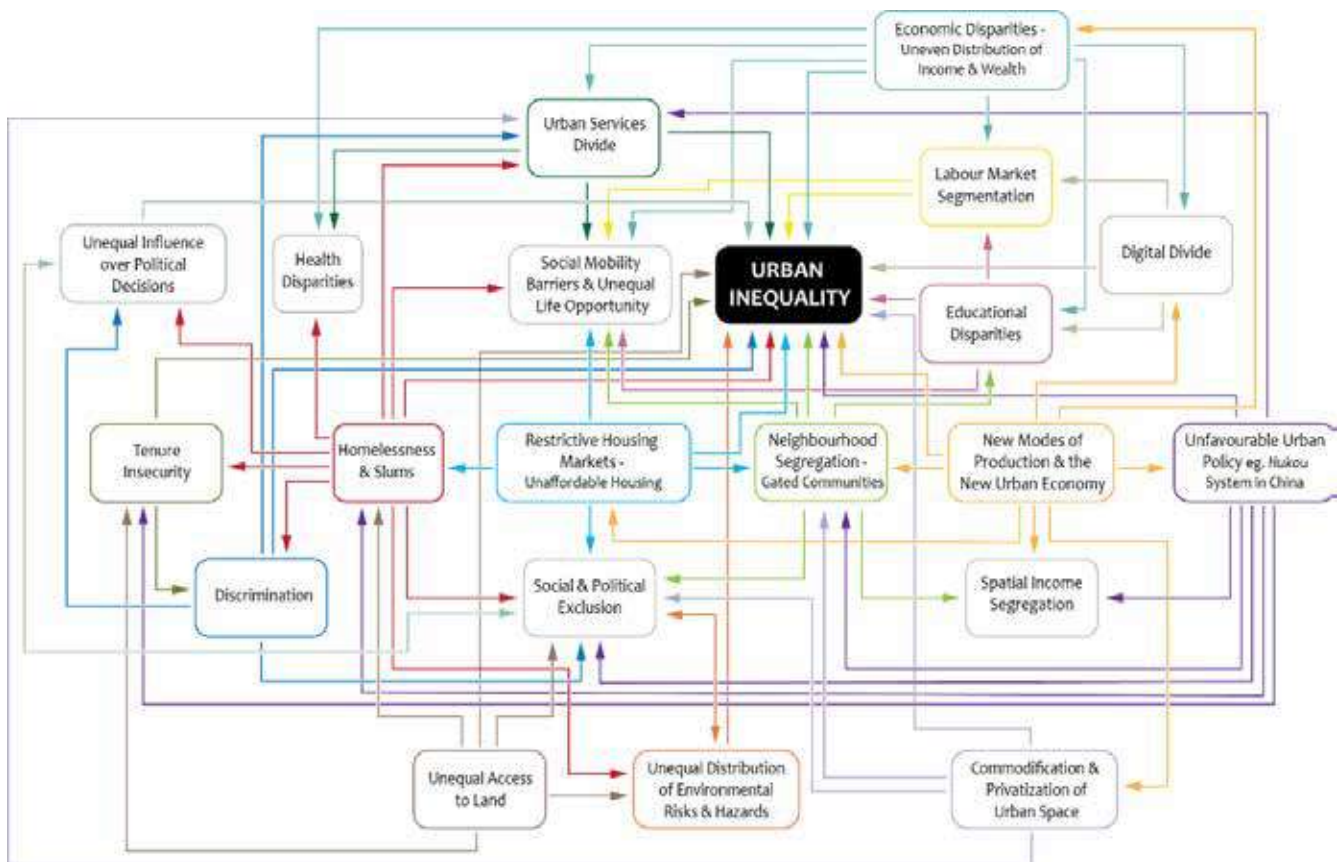 Economic Disparities -
Uneven Distribution of
Income & Wealth
Urban Services
Divide
Labour Market
Segmentation
Unequal Influence
over Political
Decisions
Health
Disparities
Social Mobility
Barriers & Unequal
Life Opportunity
URBAN
INEQUALITY
Digital Divide
Educational
Disparities
Tenure
Insecurity
Homelessness
& Slums
Restrictive Housing
Markets -
Unaffordable Housing
Neighbourhood
Segregation -
Gated Communities
New Modes of
Production & the
New Urban Economy
Unfavourable Urban
Policy eg. Hukou
System in China
Discrimination
Social & Political
Exclusion
Spatial Income
Segregation
Unequal Access
to Land
Unequal Distribution
of Environmental
Risks & Hazards
Commodification &
Privatization of
Urban Space